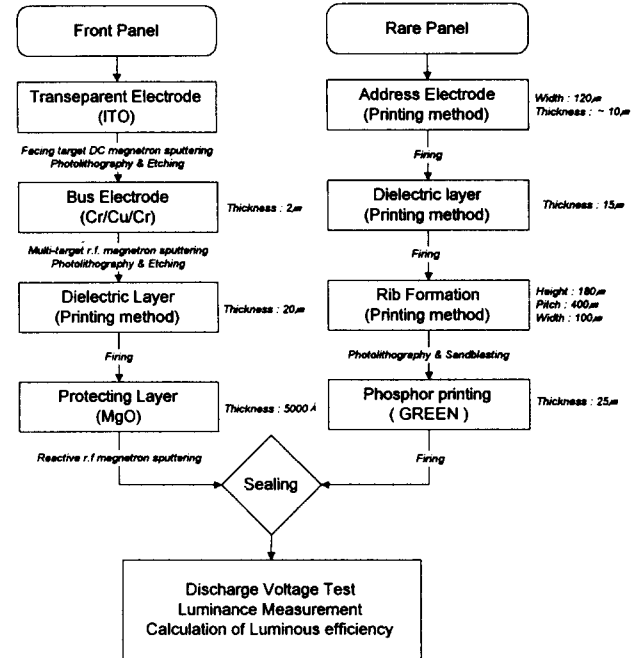 Front Panel
Transeparent Electrode
(ITO)
Facing target DC magnetron sputtering
Photolithography & Etching
Bus Electrode
(Cr/Cu/Cr)
Thickness : 2㎛
Multi-target r.f. magnetron sputtering
Photolithography & Etching
Dielectric Layer
(Printing method)
Thickness : 20㎛
Firing
Protecting Layer
(MgO)
Thickness : 5000 Å
Reactive r.f magnetron sputtering
Rare Panel
Address Electrode
(Printing method)
Width : 120㎛
Thickness : ~ 10㎛
Firing
Dielectric layer
(Printing method)
Thickness : 15㎛
Firing
Rib Formation
(Printing method)
Height : 180㎛
Pitch : 400㎛
Width : 100㎛
Photolithography & Sandblasting
Phosphor printing
( GREEN )
Thickness : 25㎛
Firing
Sealing
Discharge Voltage Test
Luminance Measurement
Calculation of Luminous efficiency